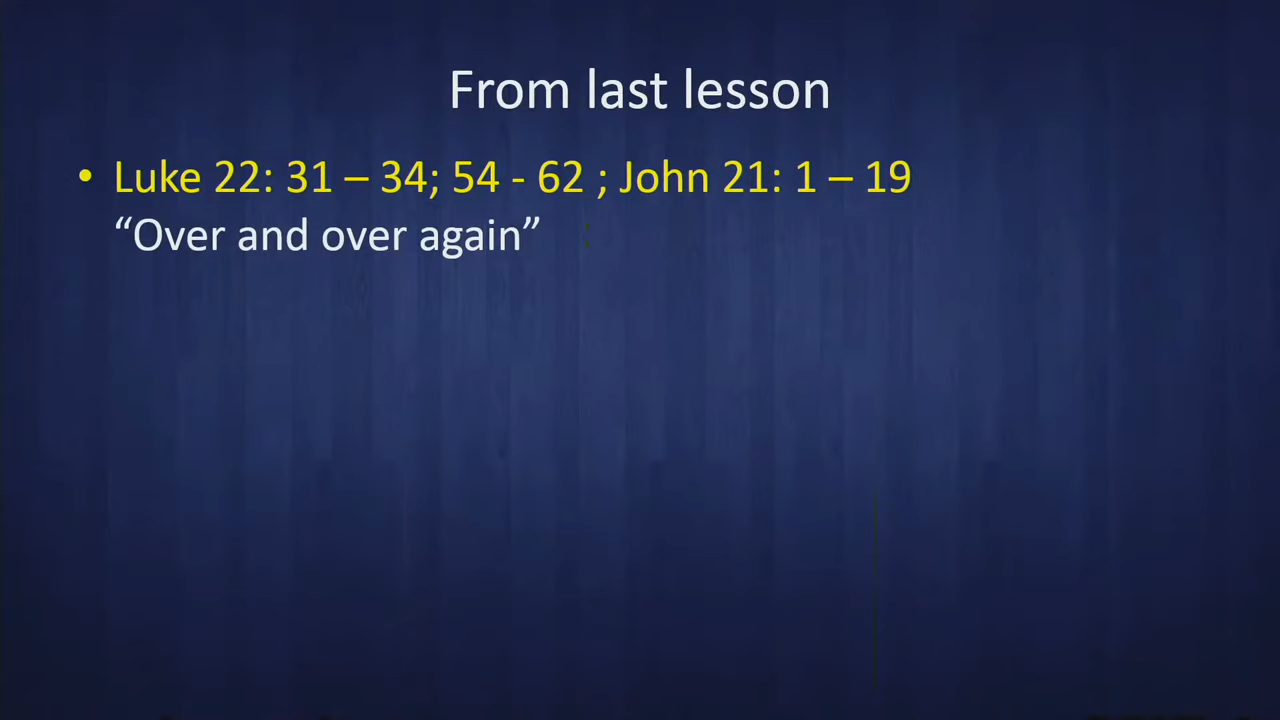 From last lesson
• Luke 22: 31 – 34; 54 - 62 ; John 21: 1 – 19
“Over and over again”